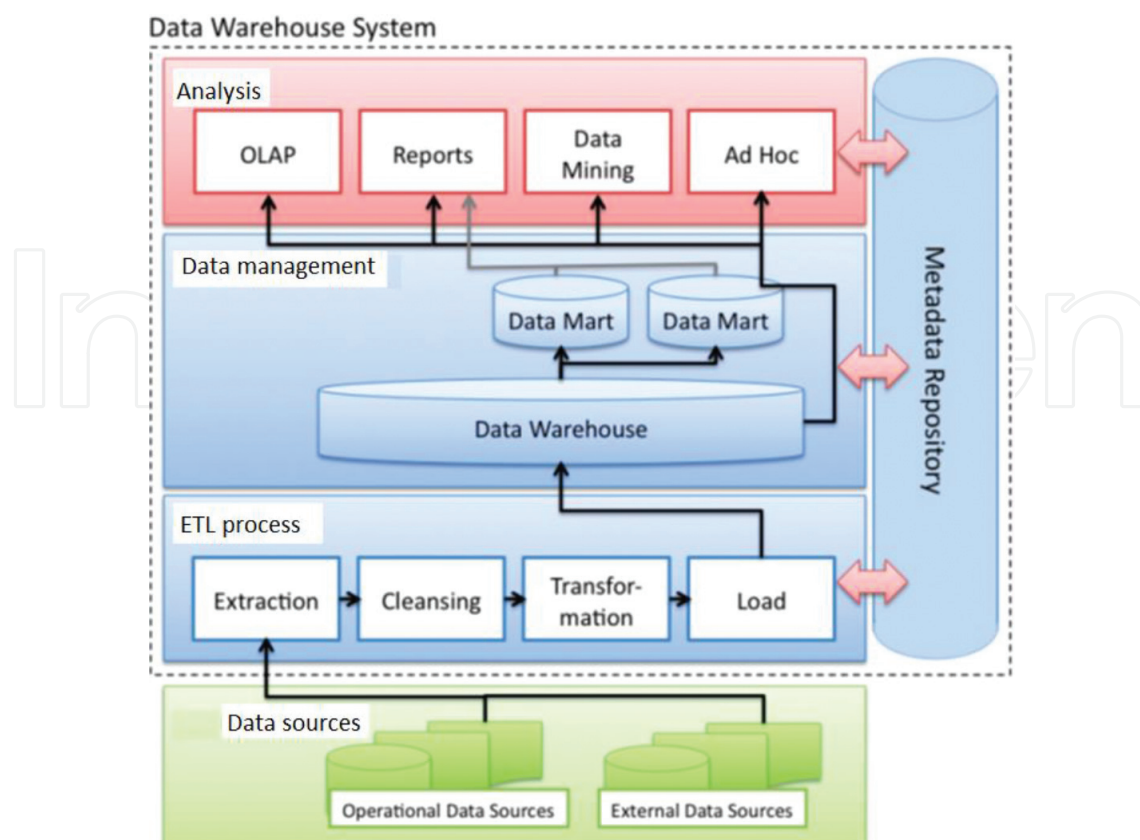 Data Warehouse System
Analysis
OLAP
Reports
Data
Mining
Ad Hoc
Data management
Data Mart
Data Mart
Data Warehouse
Metadata Repository
ETL process
Extraction
Cleansing
Transfor-
mation
Load
Data sources
Operational Data Sources
External Data Sources